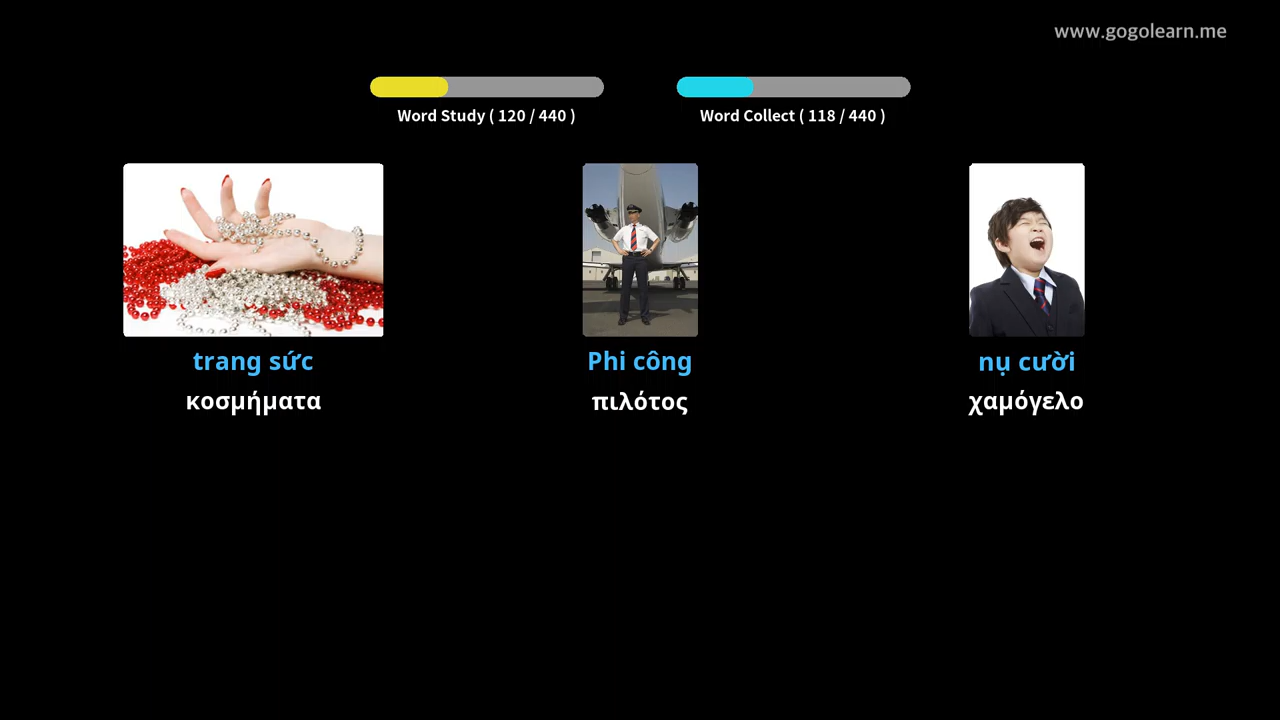 www.gogolearn.me
Word Study ( 120 / 440 )
Word Collect ( 118 / 440 )
trang sức
Phi công
nụ cười
κοσμήματα
πιλότος
χαμόγελο